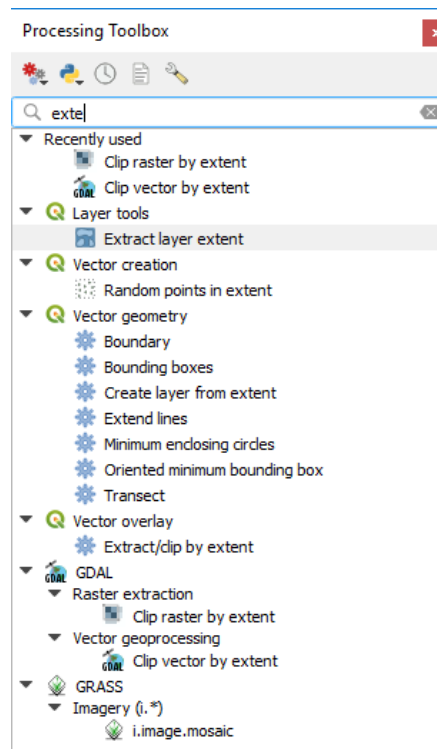 Processing Toolbox
exte
Recently used
Clip raster by extent
GDAL Clip vector by extent
Layer tools
Extract layer extent
Vector creation
Random points in extent
Vector geometry
Boundary
Bounding boxes
Create layer from extent
Extend lines
Minimum enclosing circles
Oriented minimum bounding box
Transect
Vector overlay
Extract/clip by extent
GDAL GDAL
Raster extraction
Clip raster by extent
Vector geoprocessing
GDAL Clip vector by extent
GRASS
Imagery (i.*)
i.image.mosaic